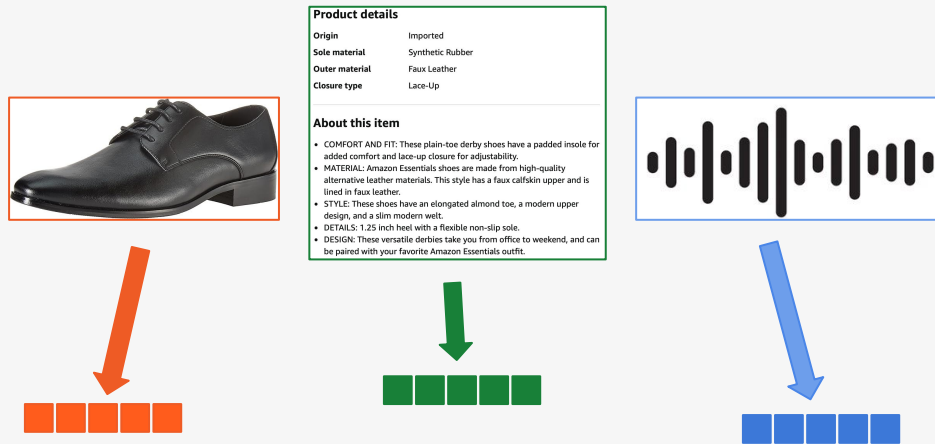 Product details
Origin Imported
Sole material Synthetic Rubber
Outer material Faux Leather
Closure type Lace-Up
About this item
• COMFORT AND FIT: These plain-toe derby shoes have a padded insole for
added comfort and lace-up closure for adjustability.
• MATERIAL: Amazon Essentials shoes are made from high-quality
alternative leather materials. This style has a faux calfskin upper and is
lined in faux leather.
• STYLE: These shoes have an elongated almond toe, a modern upper
design, and a slim modern welt.
• DETAILS: 1.25 inch heel with a flexible non-slip sole.
• DESIGN: These versatile derbies take you from office to weekend, and can
be paired with your favorite Amazon Essentials outfit.